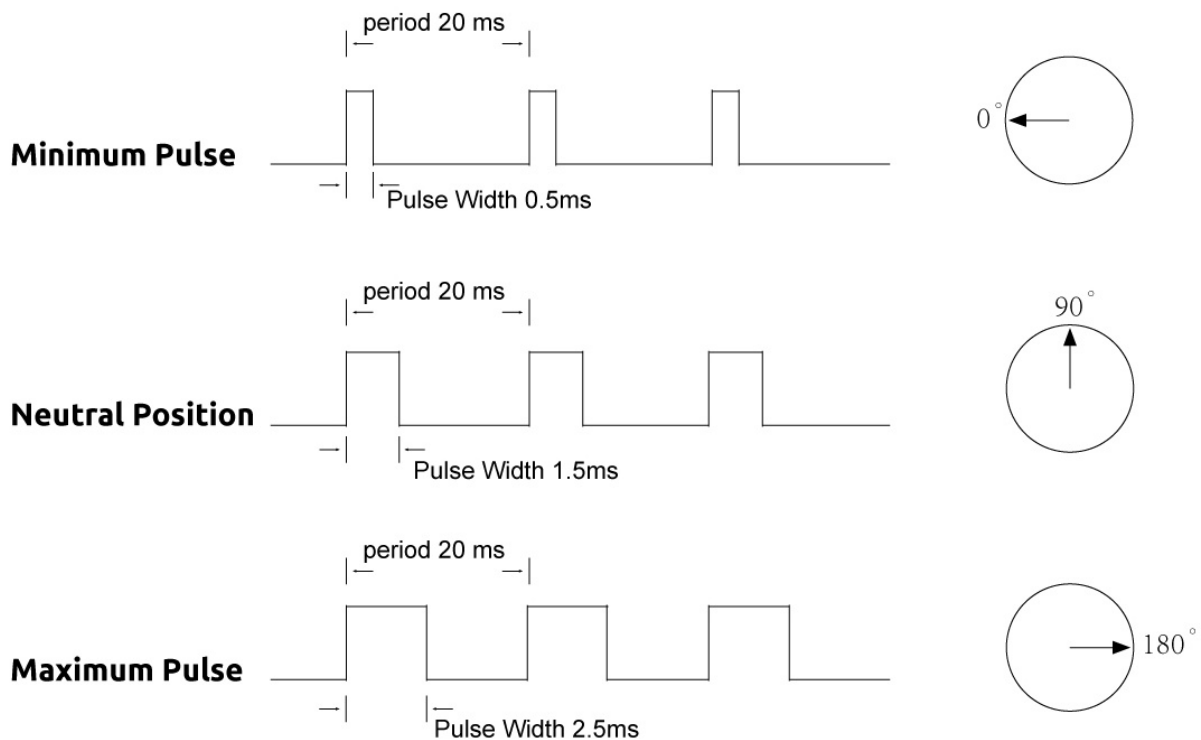 period 20 ms
0°
Minimum Pulse
Pulse Width 0.5ms
period 20 ms
90°
Neutral Position
Pulse Width 1.5ms
period 20 ms
180°
Maximum Pulse
Pulse Width 2.5ms